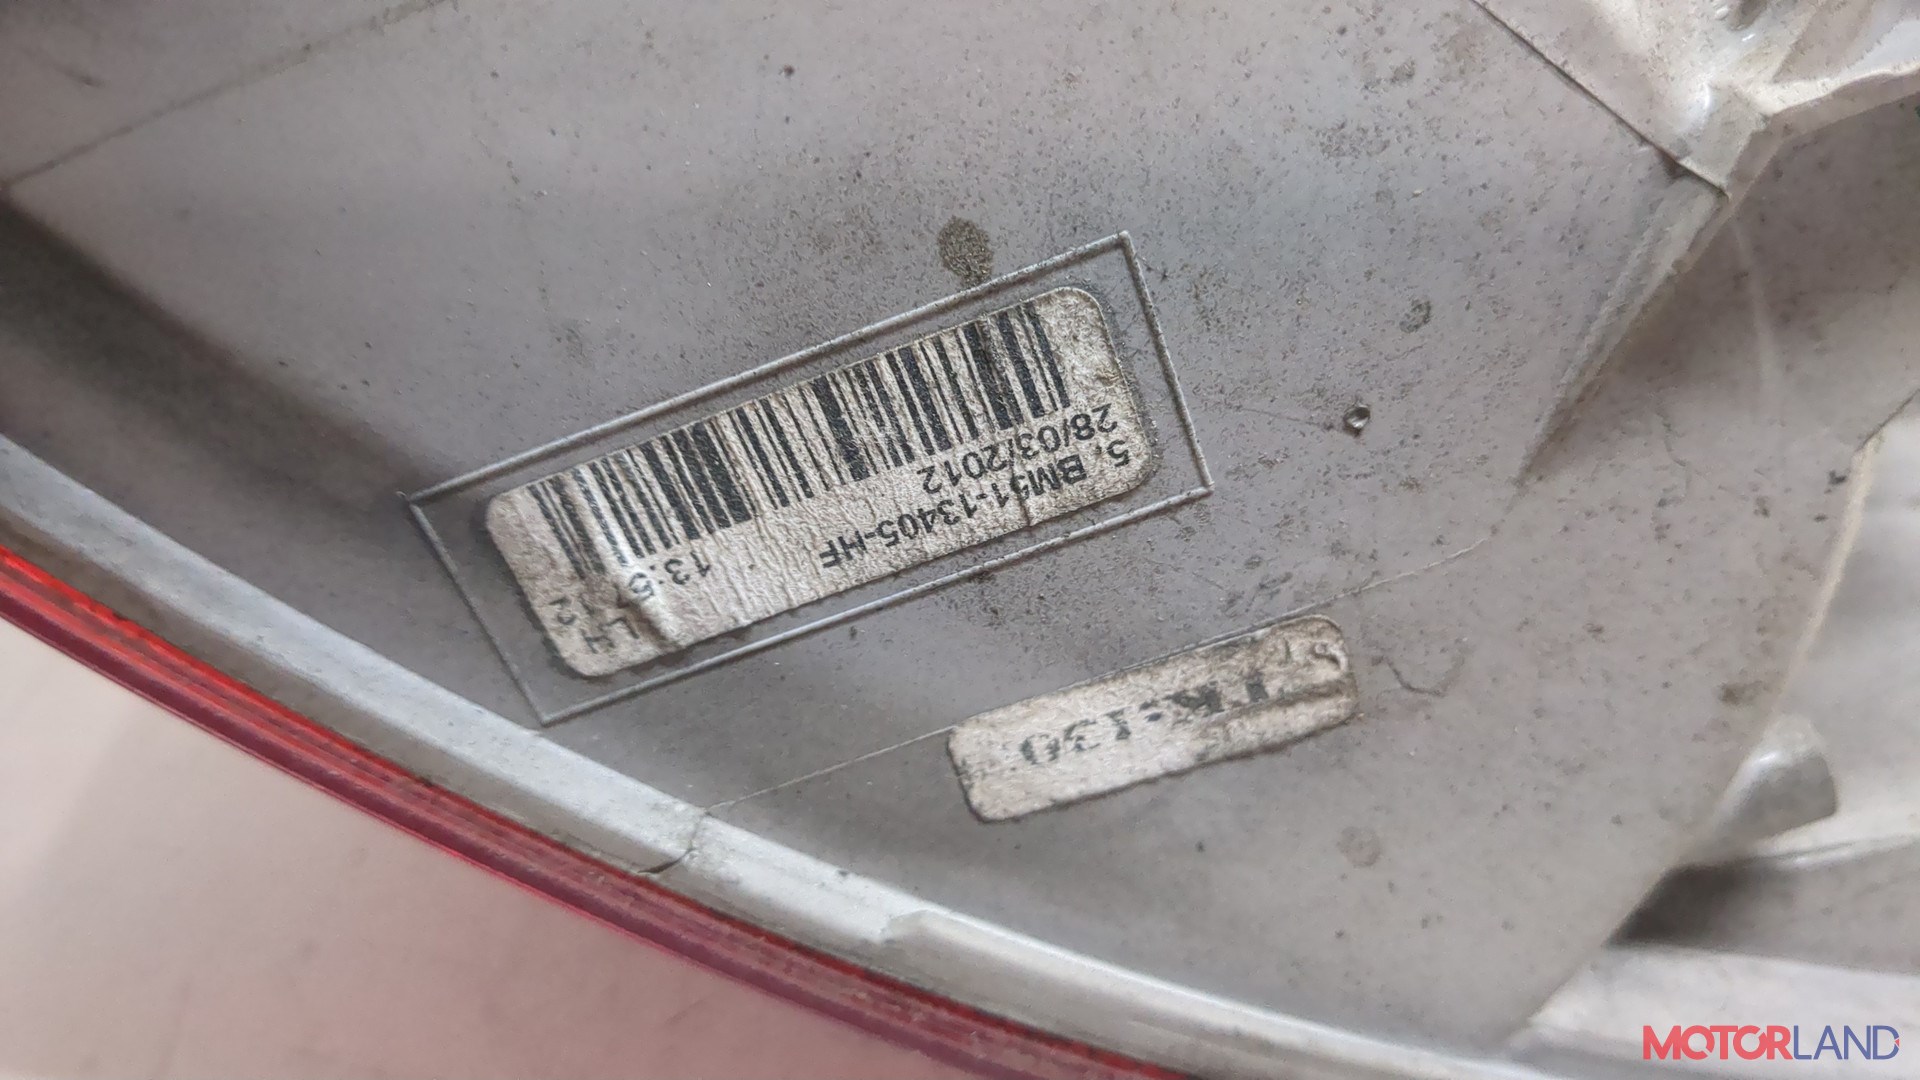 5. BM51-13405-HF
28/03/2012 13:5
LH
TK:130
MOTORLAND